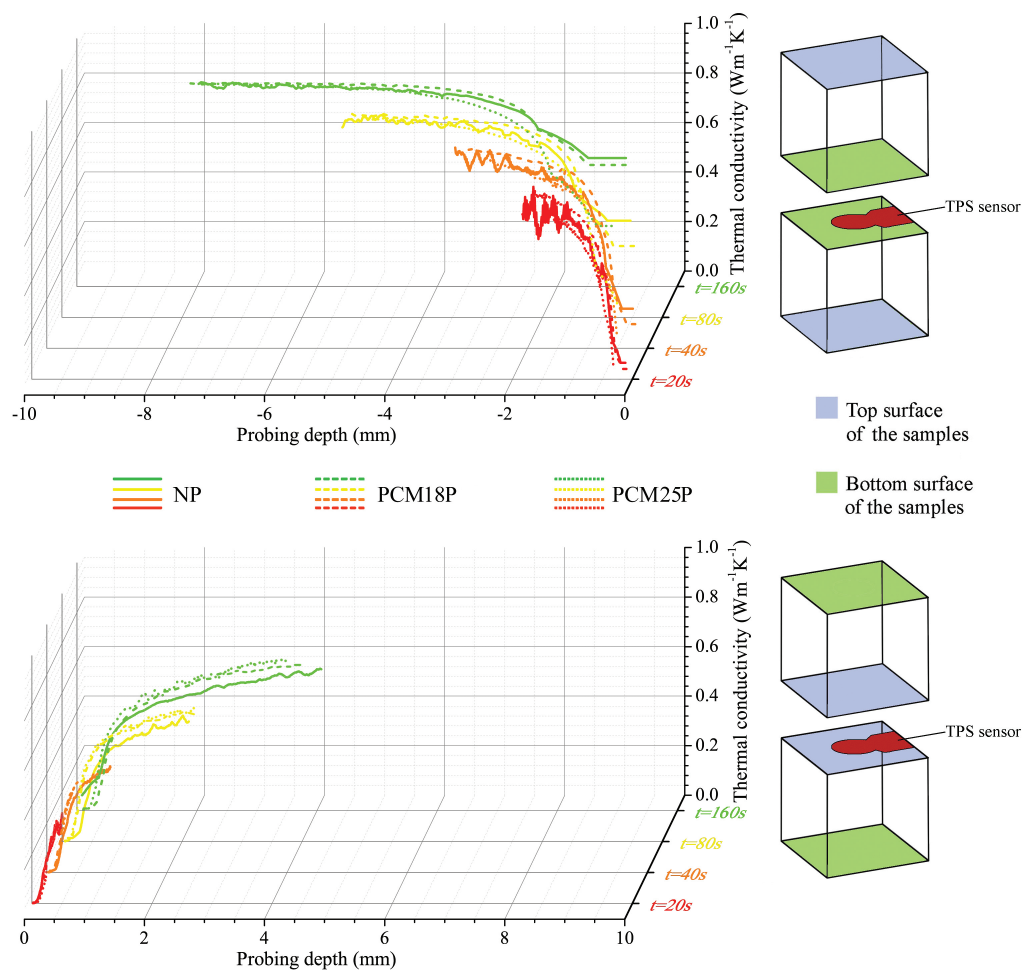 1.0
0.8
0.6
0.4
0.2
0.0
Thermal conductivity (Wm⁻¹K⁻¹)
t=160s
t=80s
t=40s
t=20s
-10 -8 -6 -4 -2 0
Probing depth (mm)
TPS sensor
Top surface
of the samples
Bottom surface
of the samples
NP PCM18P PCM25P
1.0
0.8
0.6
0.4
0.2
0.0
Thermal conductivity (Wm⁻¹K⁻¹)
t=160s
t=80s
t=40s
t=20s
0 2 4 6 8 10
Probing depth (mm)
TPS sensor